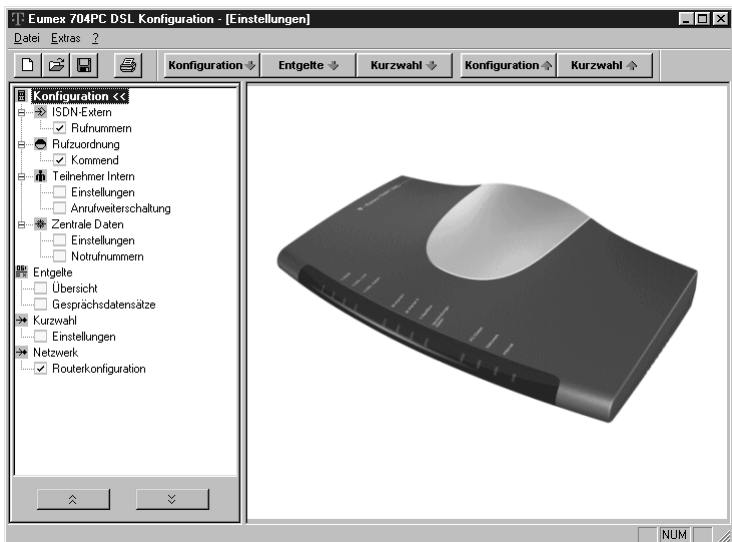 Eumex 704PC DSL Konfiguration - [Einstellungen]
Datei Extras ?
Konfiguration Entgelte Kurzwahl Konfiguration Kurzwahl
Konfiguration <<
ISDN-Extern
Rufnummern
Rufzuordnung
Kommend
Teilnehmer Intern
Einstellungen
Anrufweiterschaltung
Zentrale Daten
Einstellungen
Notrufnummern
Entgelte
Übersicht
Gesprächsdatensätze
Kurzwahl
Einstellungen
Netzwerk
Routerkonfiguration
NUM